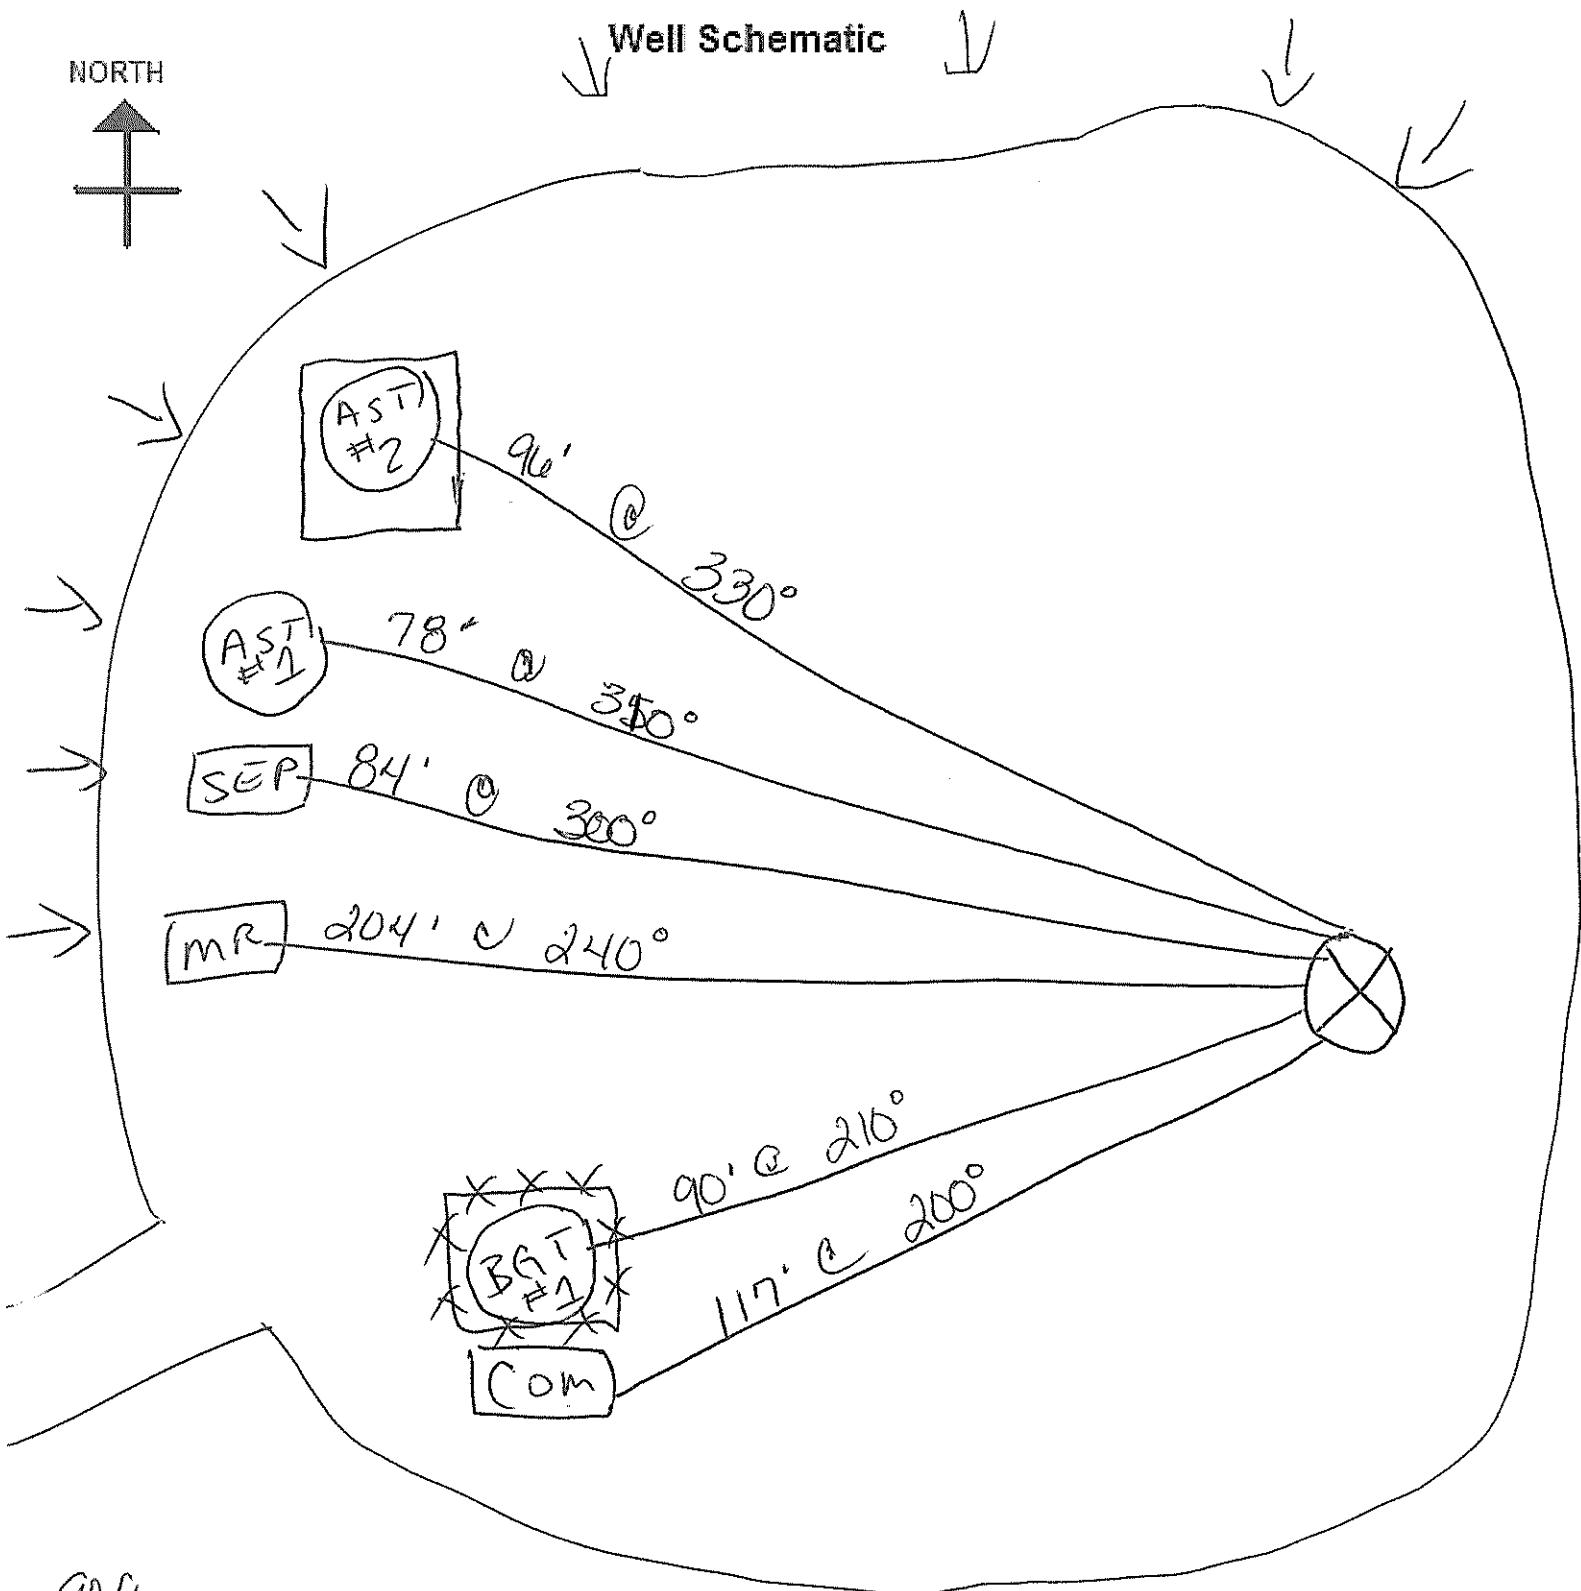 Well Schematic
NORTH
AST
#2
96' @ 330°
AST
#1
78' @ 350°
SEP
84' @ 300°
MR
204' @ 240°
BGT
#1
90' @ 210°
COM
117' @ 200°